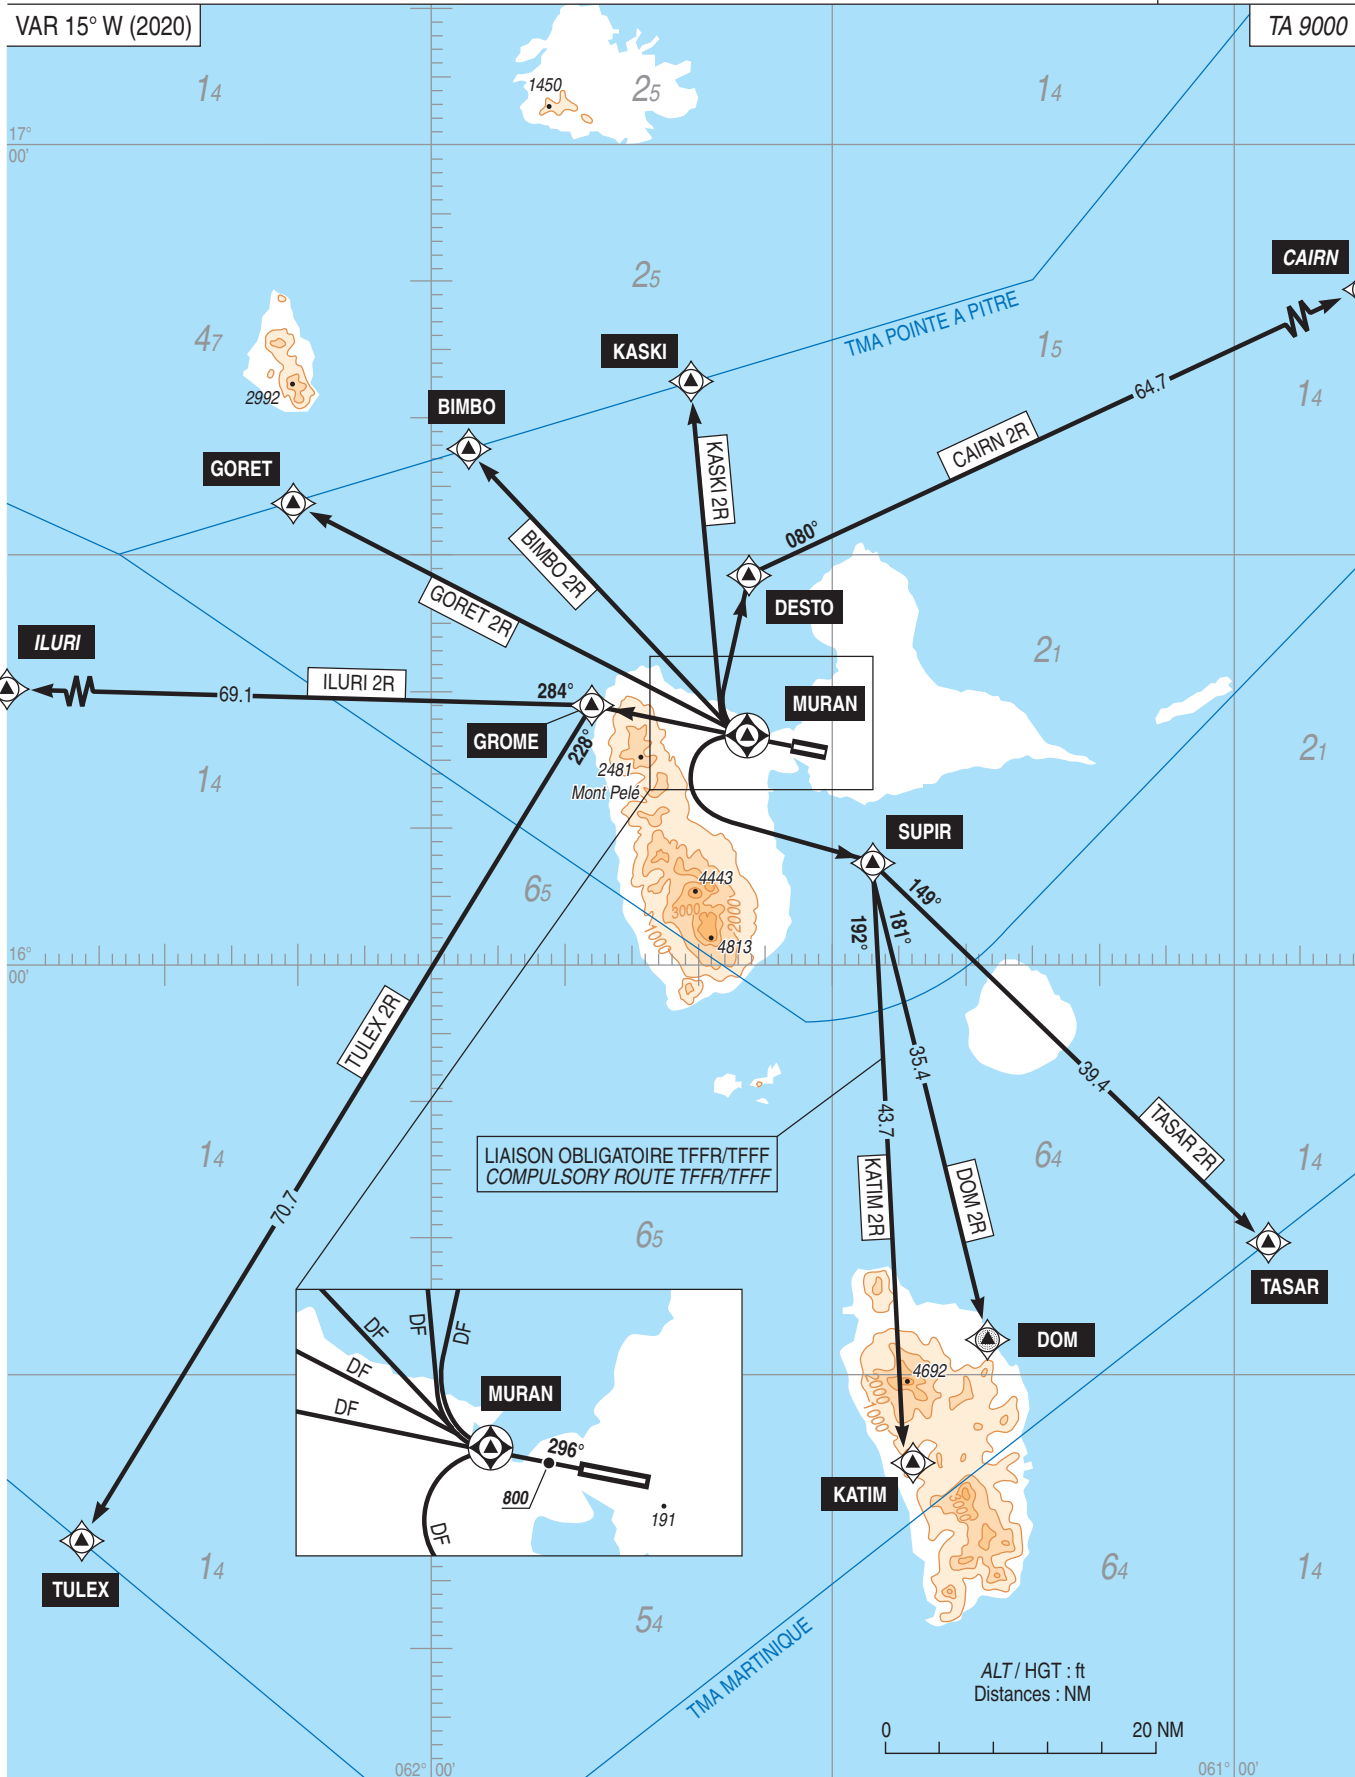 VAR 15° W (2020)
TA 9000
14
1450
25
14
17°
00'
CAIRN
25
TMA POINTE A PITRE
47
KASKI
15
64.7
14
2992
BIMBO
CAIRN 2R
GORET
KASKI 2R
080°
BIMBO 2R
DESTO
GORET 2R
ILURI
21
69.1
ILURI 2R
284°
MURAN
GROME
228°
21
14
2481
Mont Pelé
SUPIR
65
4443
149°
3000
2000
1000
192°
181°
4813
16°
00'
TULEX 2R
35.4
39.4
43.7
TASAR 2R
LIAISON OBLIGATOIRE TFFR/TFFF
COMPULSORY ROUTE TFFR/TFFF
14
64
14
KATIM 2R
DOM 2R
70.7
65
TASAR
DF
DF
DF
DOM
DF
MURAN
4692
2000
1000
DF
296°
800
KATIM
3000
191
DF
TULEX
14
64
14
54
TMA MARTINIQUE
ALT / HGT : ft
Distances : NM
0
20 NM
062° 00'
061° 00'